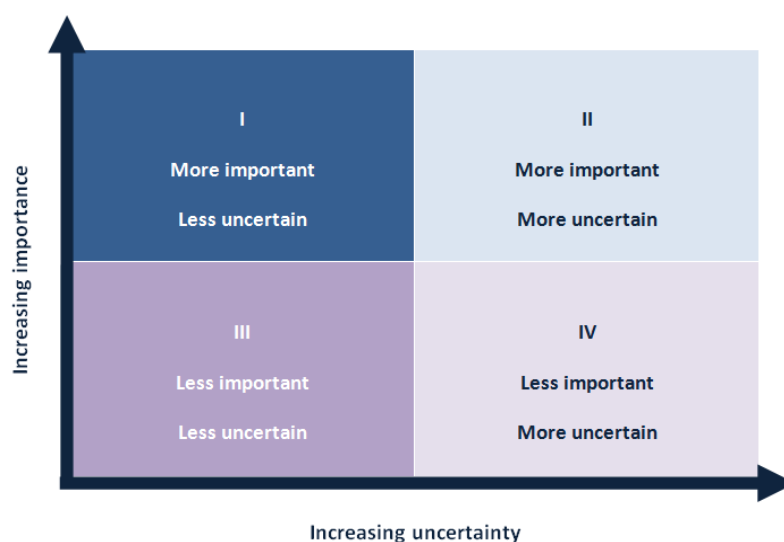 Increasing importance
I
More important
Less uncertain
II
More important
More uncertain
III
Less important
Less uncertain
IV
Less important
More uncertain
Increasing uncertainty